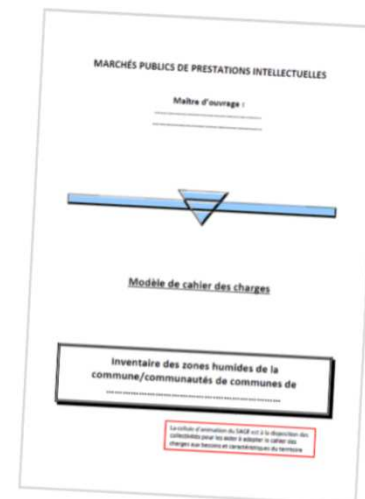 MARCHÉS PUBLICS DE PRESTATIONS INTELLECTUELLES
Maître d'ouvrage :
Modèle de cahier des charges
Inventaire des zones humides de la
commune/communautés de communes de
La cellule d'animation du SAGE est à la disposition des
collectivités pour les aider à adapter le cahier des
charges aux besoins et caractéristiques du territoire